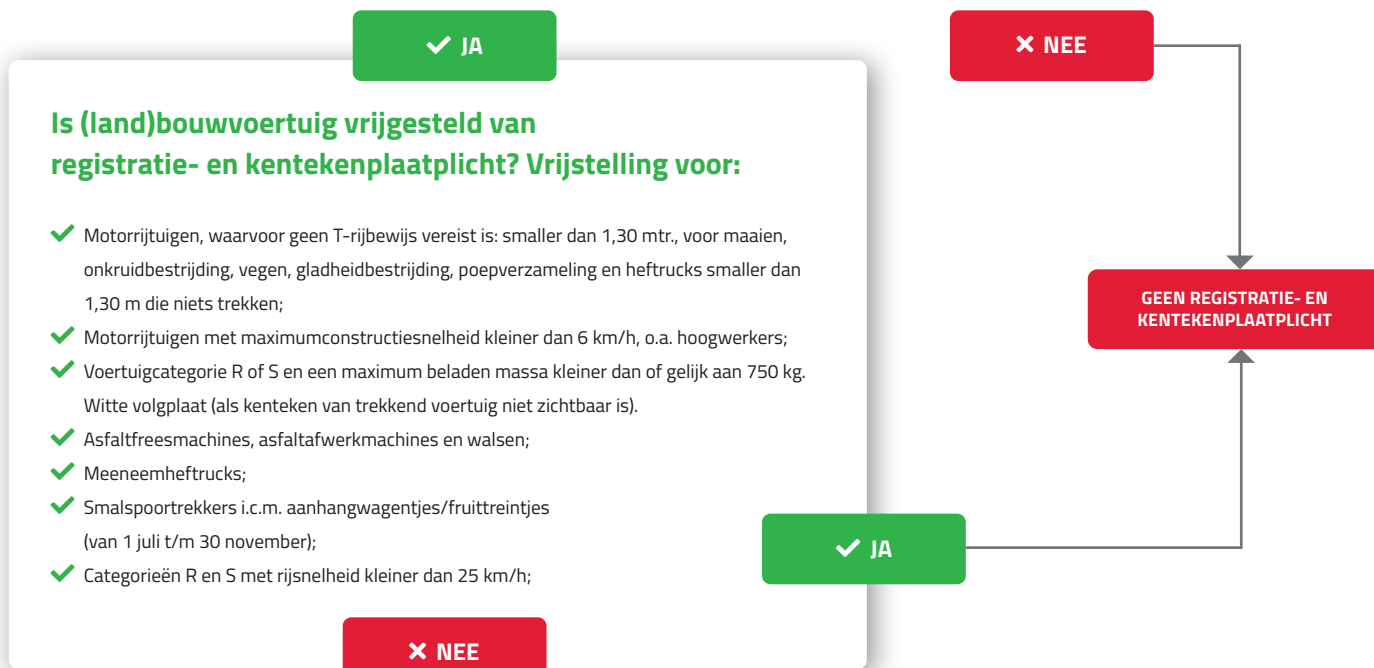 JA
NEE
Is (land)bouwvoertuig vrijgesteld van
registratie- en kentekenplaatplicht? Vrijstelling voor:
Motorrijtuigen, waarvoor geen T-rijbewijs vereist is: smaller dan 1,30 mtr., voor maaien,
onkruidbestrijding, vegen, gladheidbestrijding, poepverzameling en heftrucks smaller dan
1,30 m die niets trekken;
Motorrijtuigen met maximumconstructiesnelheid kleiner dan 6 km/h, o.a. hoogwerkers;
Voertuigcategorie R of S en een maximum beladen massa kleiner dan of gelijk aan 750 kg.
Witte volgplaat (als kenteken van trekkend voertuig niet zichtbaar is).
Asfaltfreesmachines, asfaltafwerkmachines en walsen;
Meeneemheftrucks;
Smalspoortrekkers i.c.m. aanhangwagentjes/fruittreintjes
(van 1 juli t/m 30 november);
Categorieën R en S met rijsnelheid kleiner dan 25 km/h;
GEEN REGISTRATIE- EN
KENTEKENPLAATPLICHT
JA
NEE